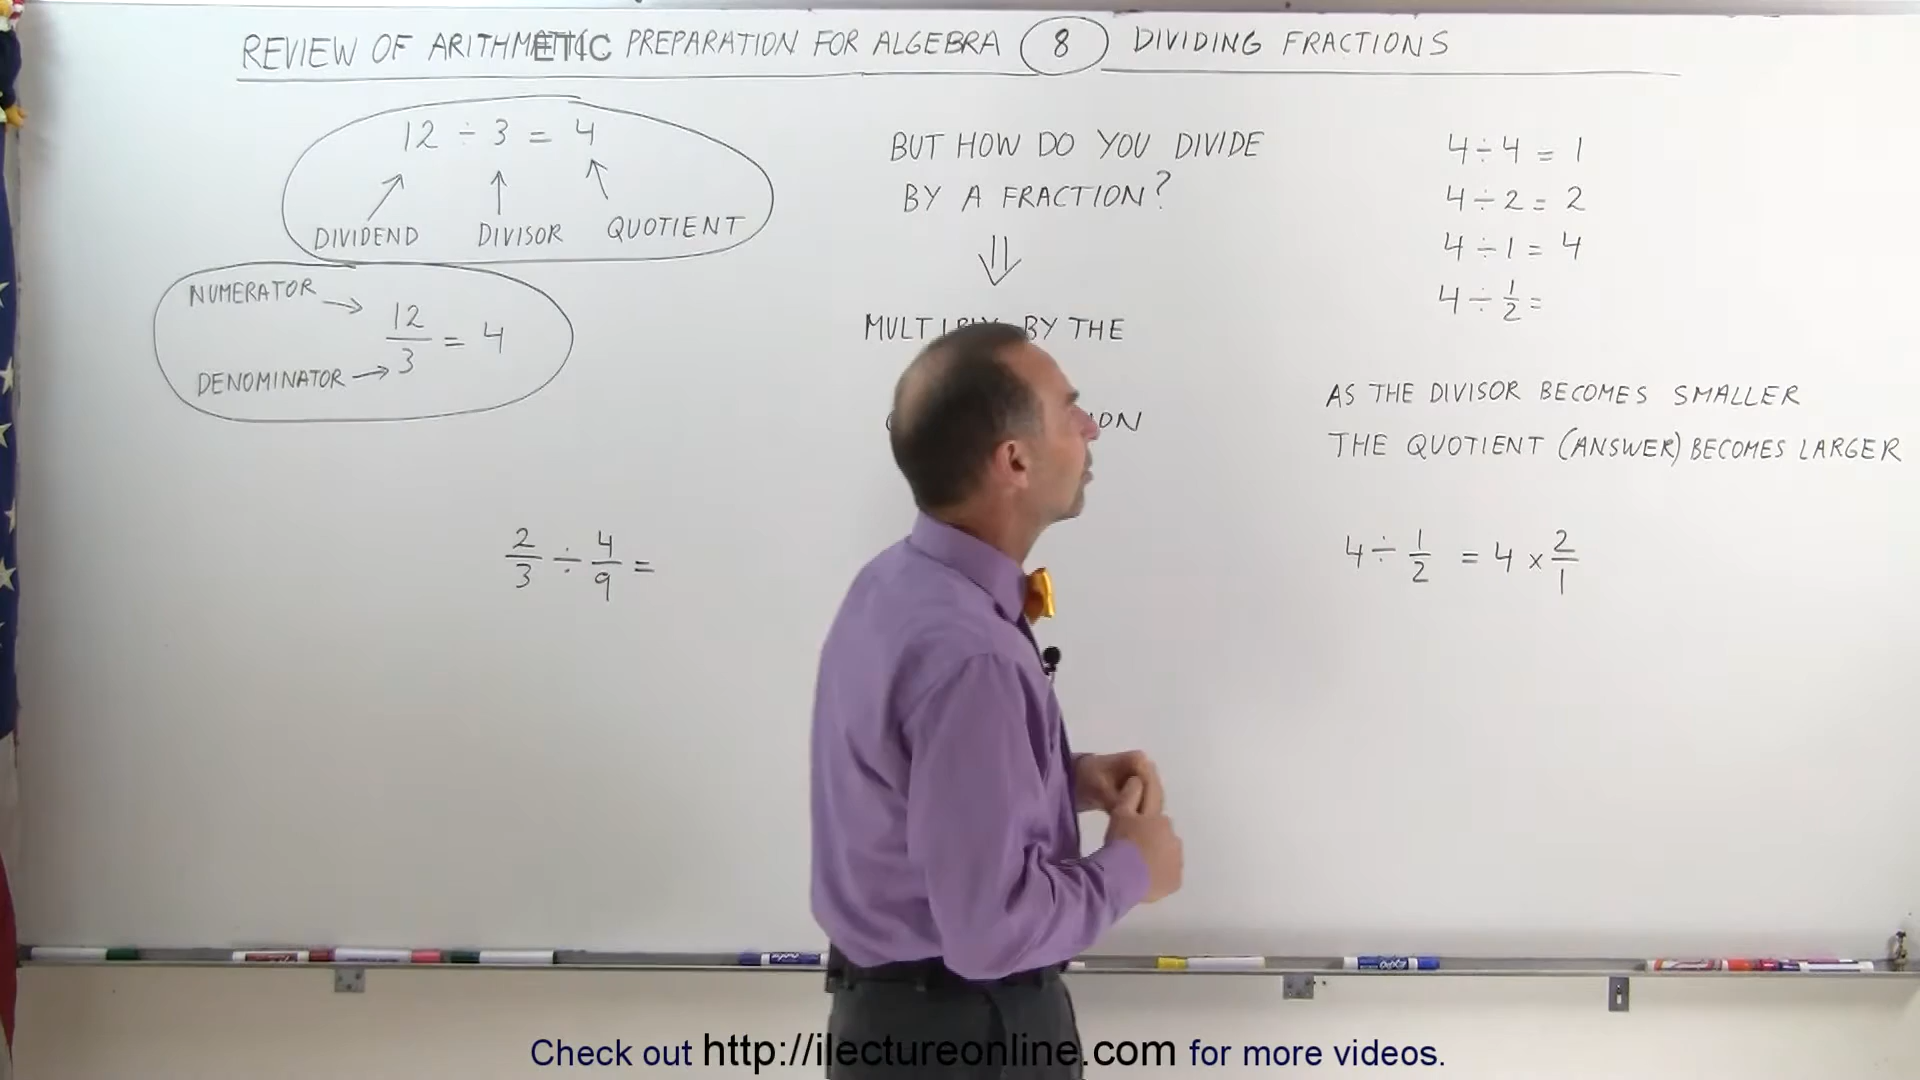 REVIEW OF ARITHMETIC PREPARATION FOR ALGEBRA 8 DIVIDING FRACTIONS
12 ÷ 3 = 4
DIVIDEND DIVISOR QUOTIENT
NUMERATOR
12/3 = 4
DENOMINATOR
2/3 ÷ 4/9 =
BUT HOW DO YOU DIVIDE
BY A FRACTION?
BY THE
4 ÷ 4 = 1
4 ÷ 2 = 2
4 ÷ 1 = 4
4 ÷ 1/2 =
AS THE DIVISOR BECOMES SMALLER
THE QUOTIENT (ANSWER) BECOMES LARGER
4 ÷ 1/2 = 4 × 2/1
Check out http://ilectureonline.com for more videos.